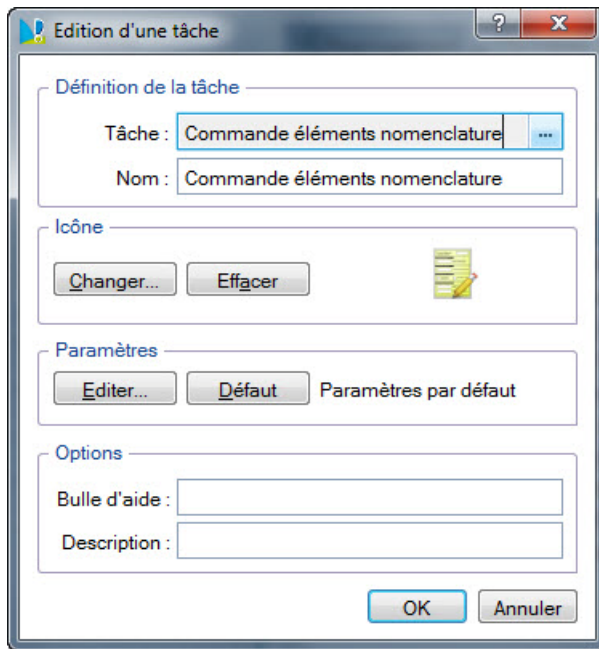 Edition d'une tâche
Définition de la tâche
Tâche : Commande éléments nomenclature ...
Nom : Commande éléments nomenclature
Icône
Changer... Effacer
Paramètres
Editer... Défaut Paramètres par défaut
Options
Bulle d'aide :
Description :
OK Annuler